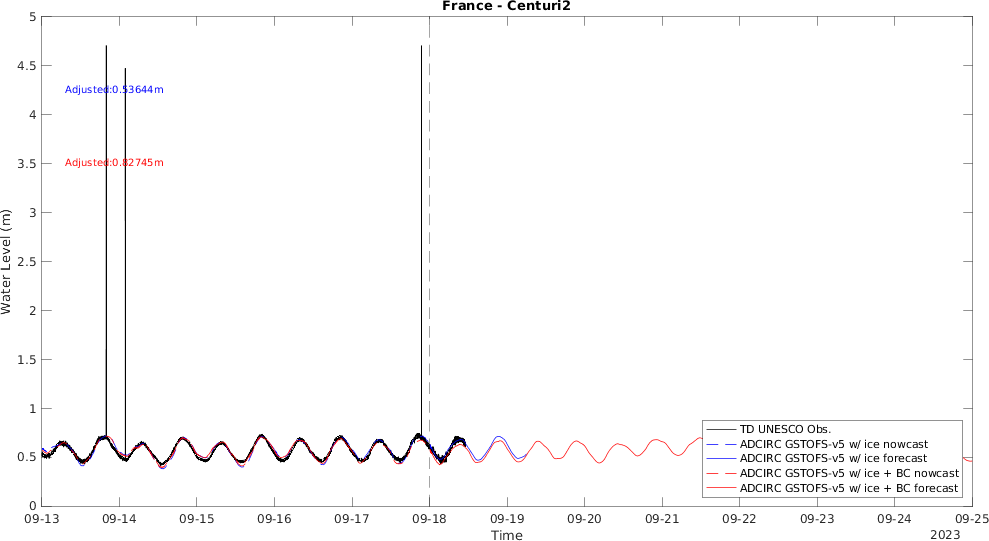 France - Centuri2
5
4.5
4
3.5
3
2.5
2
1.5
1
0.5
0
Water Level (m)
Adjusted:0.53644m
Adjusted:0.82745m
TD UNESCO Obs.
ADCIRC GSTOFS-v5 w/ ice nowcast
ADCIRC GSTOFS-v5 w/ ice forecast
ADCIRC GSTOFS-v5 w/ ice + BC nowcast
ADCIRC GSTOFS-v5 w/ ice + BC forecast
09-13 09-14 09-15 09-16 09-17 09-18 09-19 09-20 09-21 09-22 09-23 09-24 09-25
Time
2023